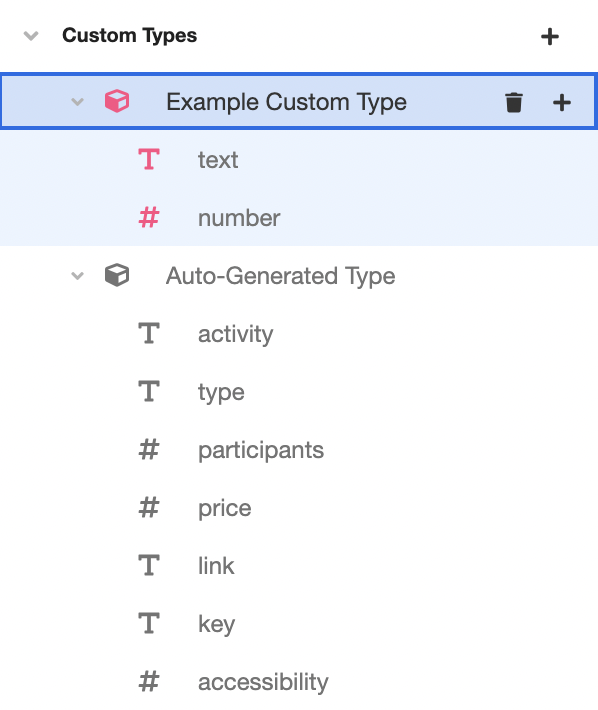 Custom Types
Example Custom Type
text
number
Auto-Generated Type
activity
type
participants
price
link
key
accessibility